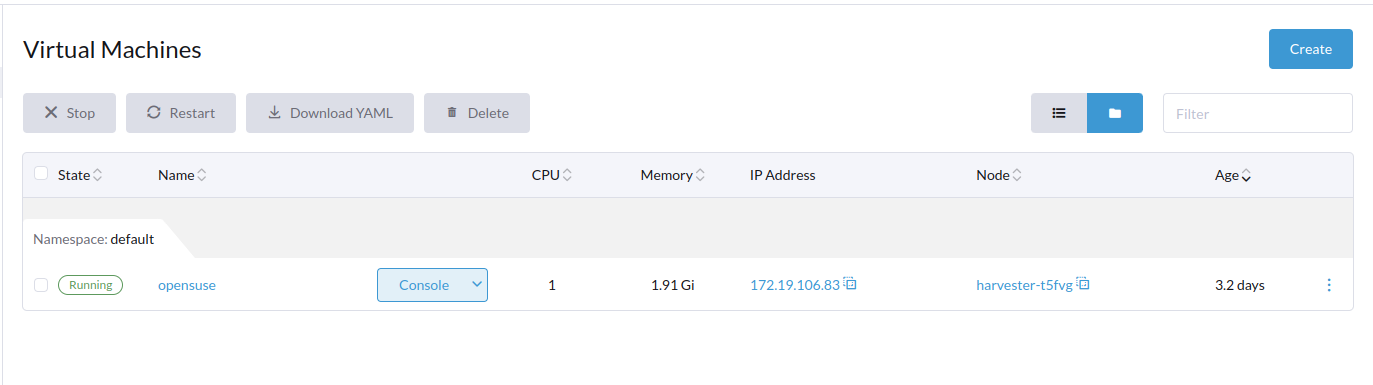 Virtual Machines
Create
Stop Restart Download YAML Delete Filter
State Name CPU Memory IP Address Node Age
Namespace: default
Running opensuse Console 1 1.91 Gi 172.19.106.83 harvester-t5fvg 3.2 days